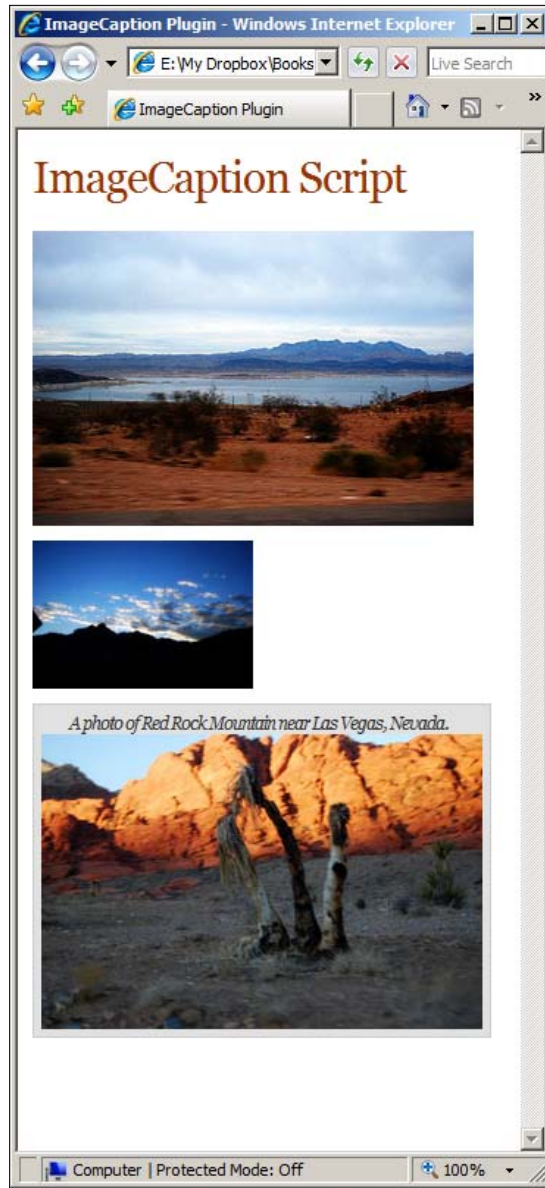 ImageCaption Plugin - Windows Internet Explorer
E:\My Dropbox\Books
Live Search
ImageCaption Plugin
»
ImageCaption Script
A photo of Red Rock Mountain near Las Vegas, Nevada.
Computer | Protected Mode: Off
100%